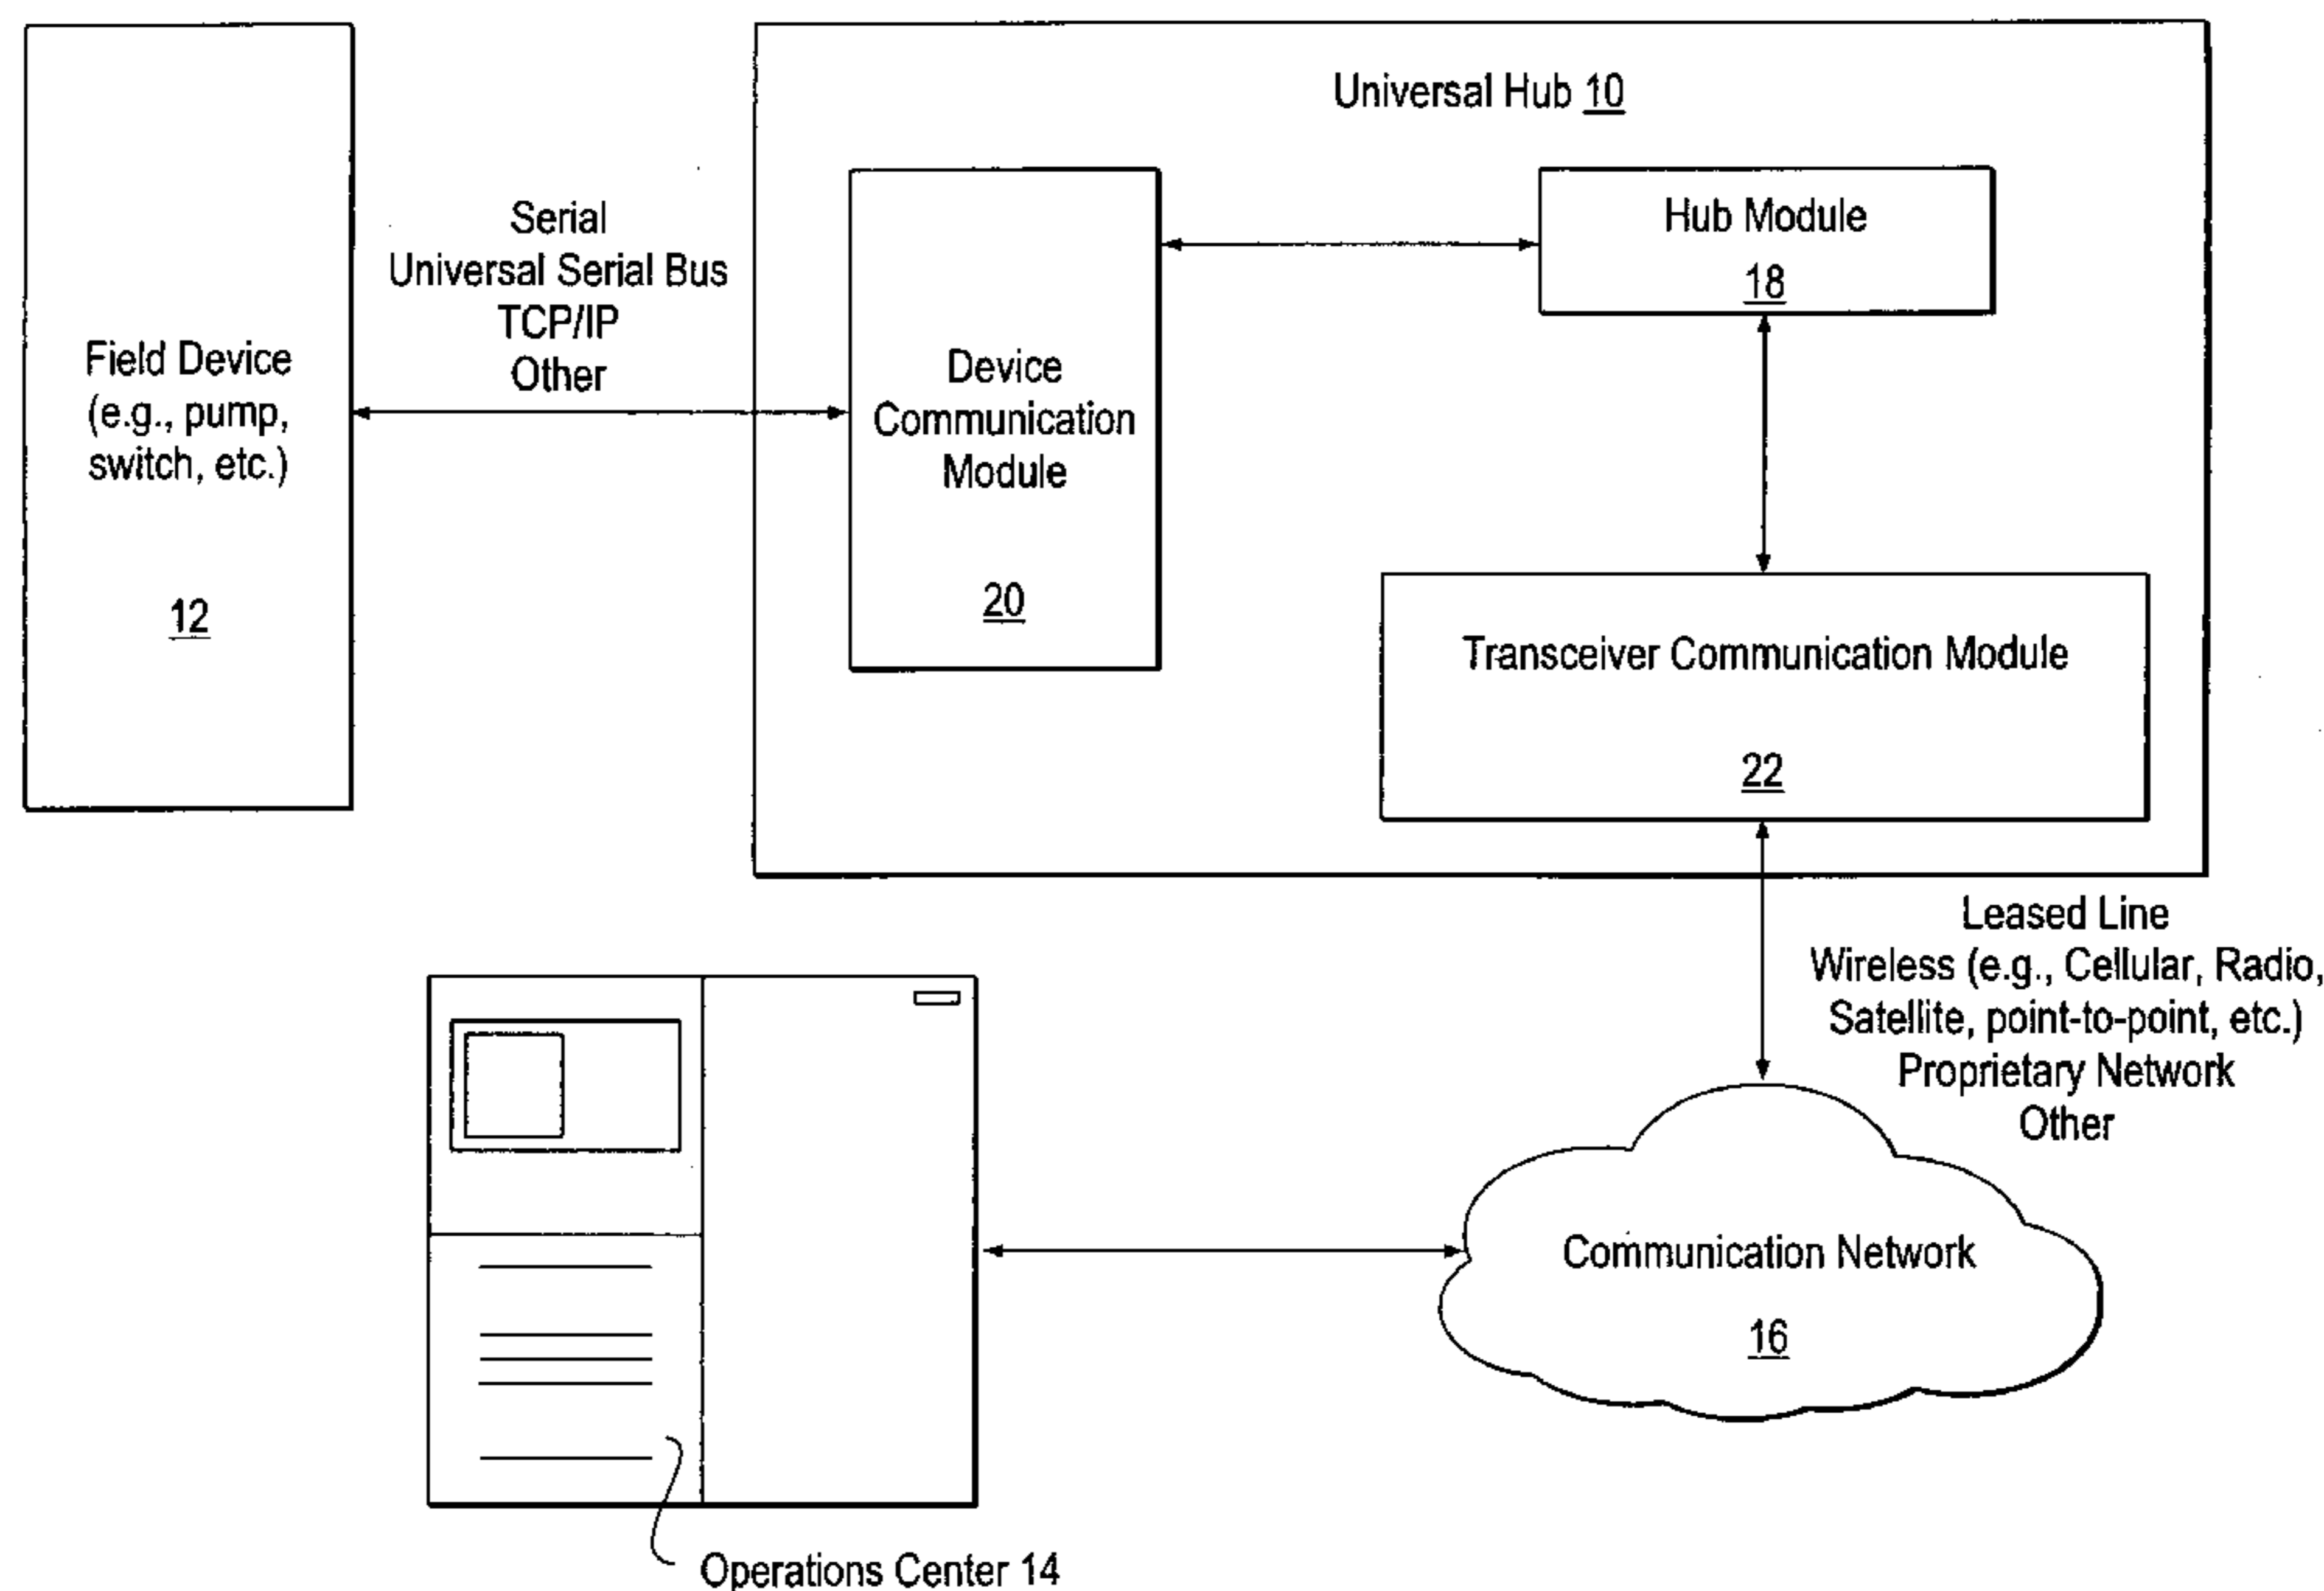 Universal Hub 10
Field Device
(e.g., pump,
switch, etc.)
12
Serial
Universal Serial Bus
TCP/IP
Other
Device
Communication
Module
20
Hub Module
18
Transceiver Communication Module
22
Leased Line
Wireless (e.g., Cellular, Radio,
Satellite, point-to-point, etc.)
Proprietary Network
Other
Communication Network
16
Operations Center 14